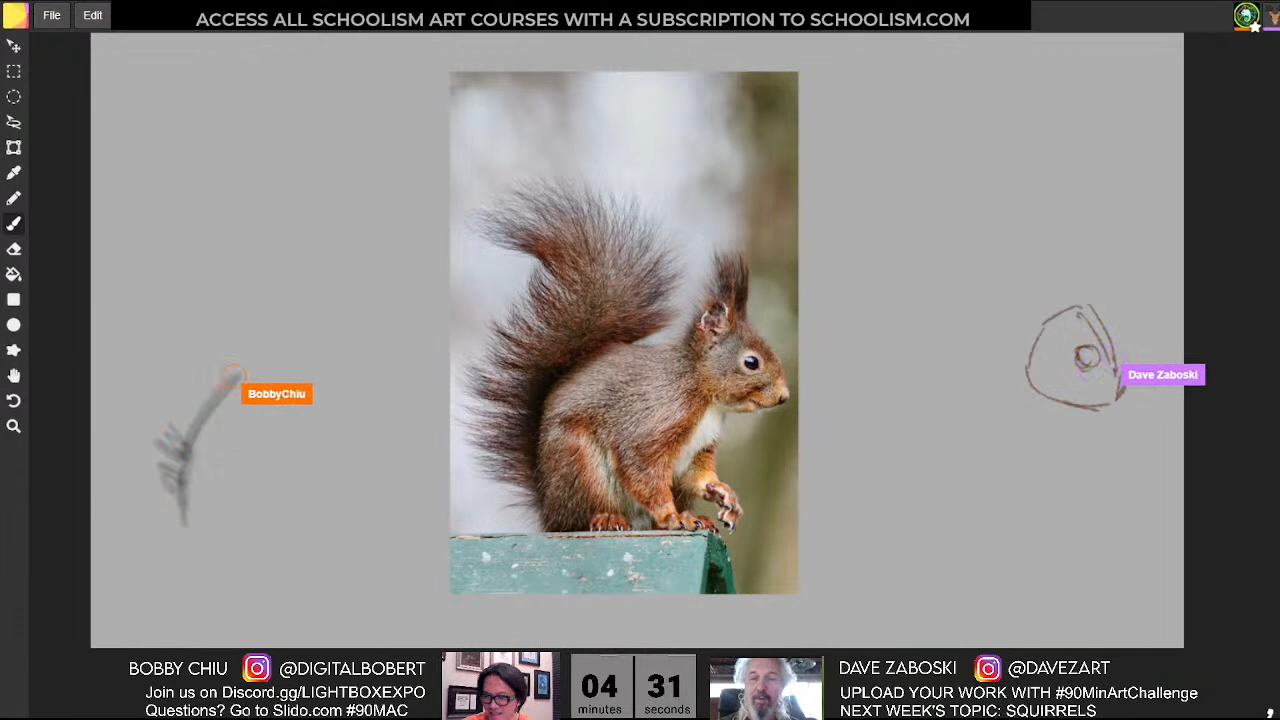 ACCESS ALL SCHOOLISM ART COURSES WITH A SUBSCRIPTION TO SCHOOLISM.COM
File Edit
BobbyChiu
Dave Zaboski
BOBBY CHIU @DIGITALBOBERT
Join us on Discord.gg/LIGHTBOXEXPO
Questions? Go to Slido.com #90MAC
04 31
minutes seconds
DAVE ZABOSKI @DAVEZART
UPLOAD YOUR WORK WITH #90MinArtChallenge
NEXT WEEK'S TOPIC: SQUIRRELS